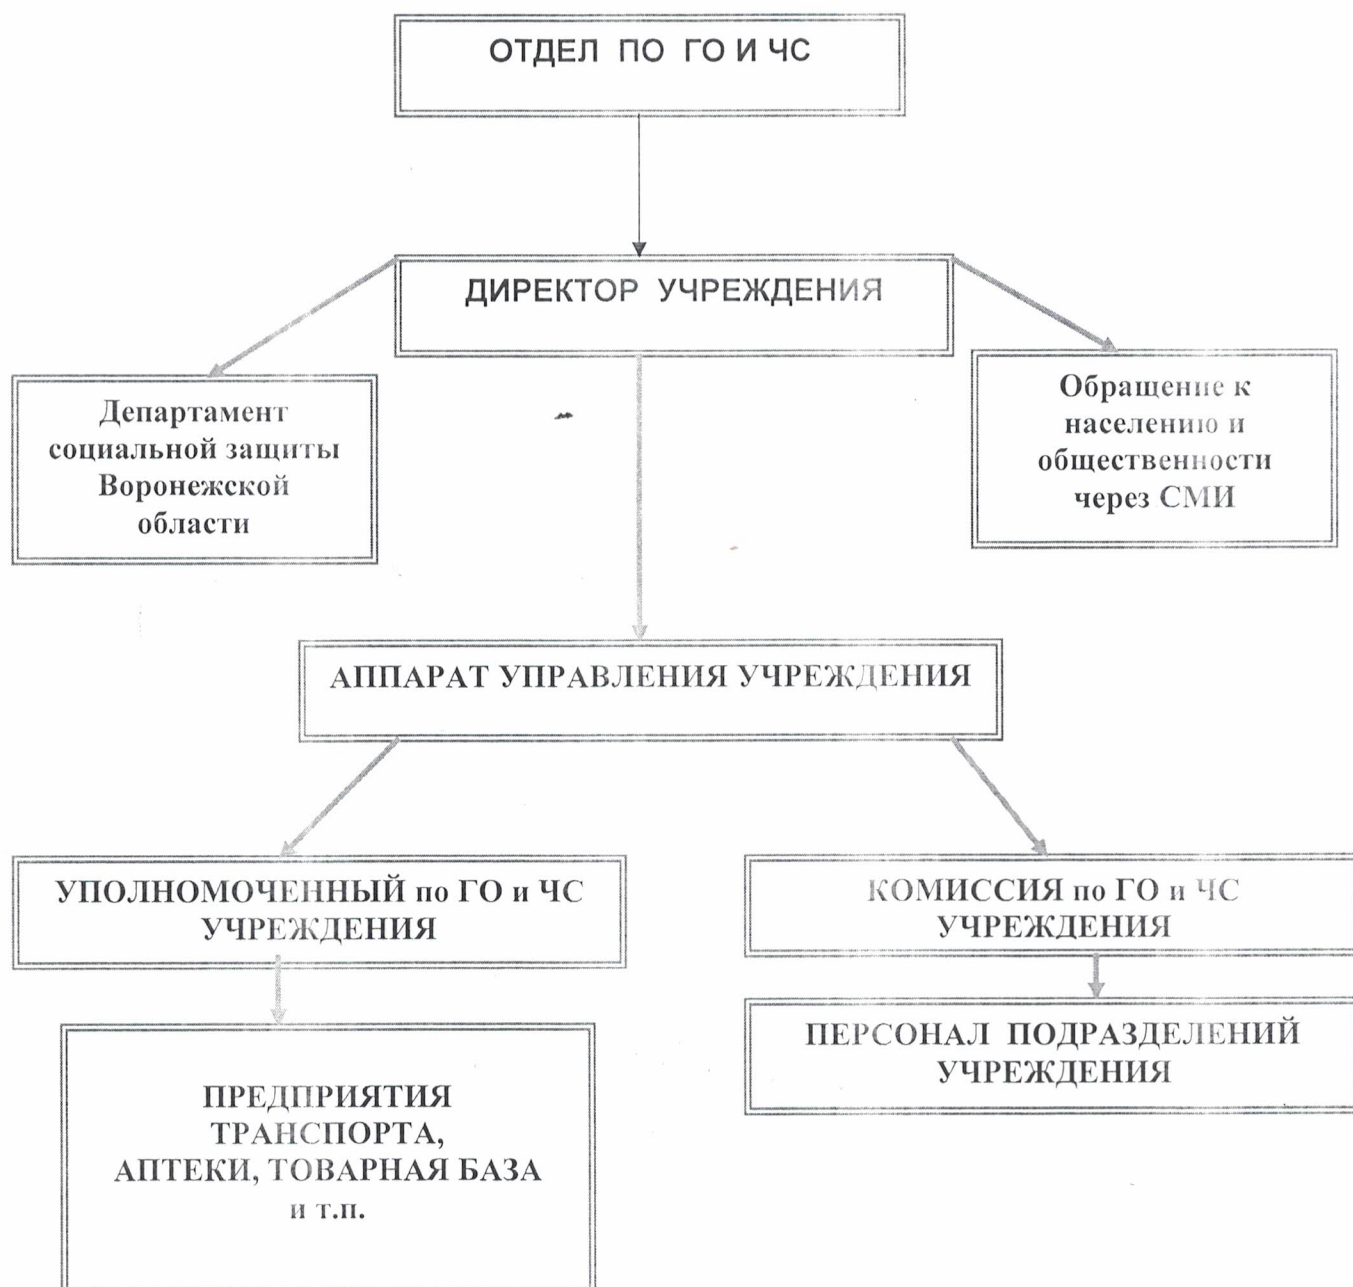 ОТДЕЛ ПО ГО И ЧС
ДИРЕКТОР УЧРЕЖДЕНИЯ
Департамент
социальной защиты
Воронежской
области
Обращение к
населению и
общественности
через СМИ
АППАРАТ УПРАВЛЕНИЯ УЧРЕЖДЕНИЯ
УПОЛНОМОЧЕННЫЙ по ГО и ЧС
УЧРЕЖДЕНИЯ
КОМИССИЯ по ГО и ЧС
УЧРЕЖДЕНИЯ
ПЕРСОНАЛ ПОДРАЗДЕЛЕНИЙ
УЧРЕЖДЕНИЯ
ПРЕДПРИЯТИЯ
ТРАНСПОРТА,
АПТЕКИ, ТОВАРНАЯ БАЗА
и т.п.